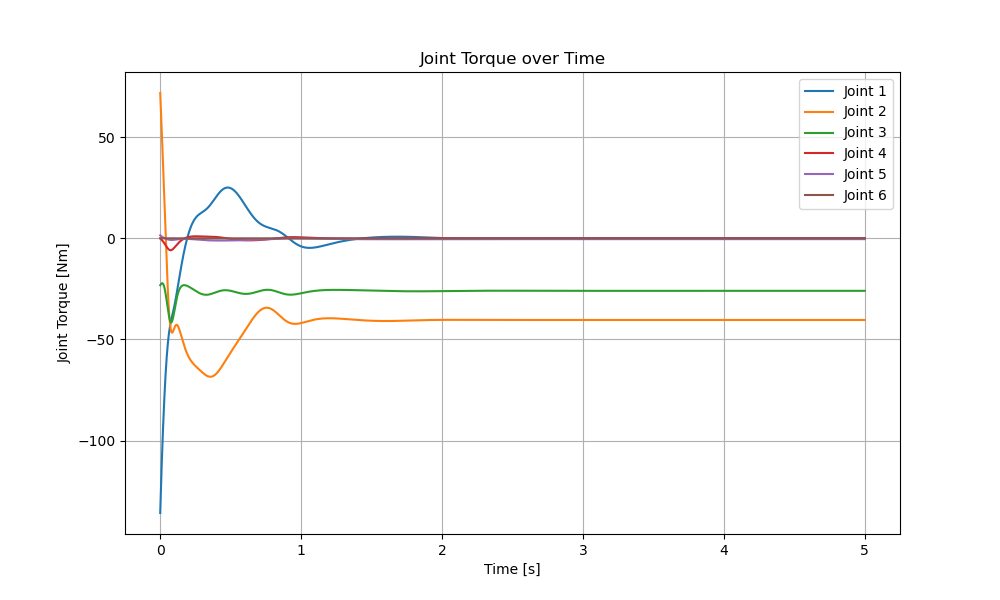 Joint Torque over Time
Joint Torque [Nm]
50
0
−50
−100
Joint 1
Joint 2
Joint 3
Joint 4
Joint 5
Joint 6
0 1 2 3 4 5
Time [s]